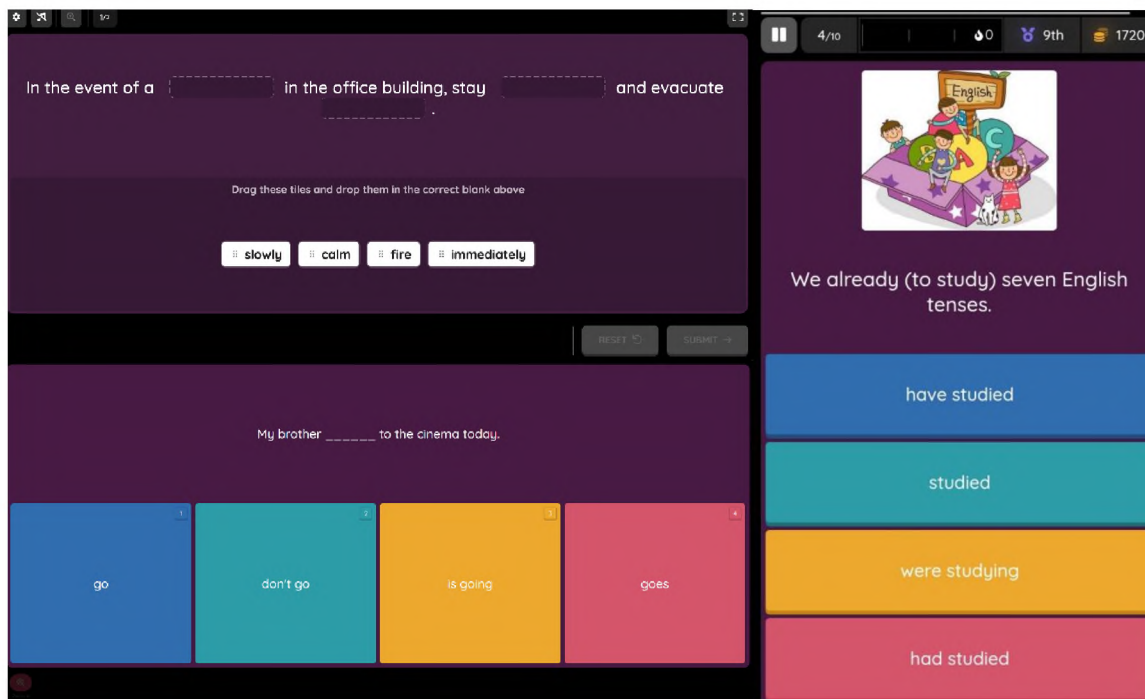 1/2
In the event of a in the office building, stay and evacuate
.
Drag these tiles and drop them in the correct blank above
slowly calm fire immediately
RESET SUBMIT
My brother ______ to the cinema today.
1 2 3 4
go don't go is going goes
4/10 0 9th 1720
English
B A C
We already (to study) seven English
tenses.
have studied
studied
were studying
had studied